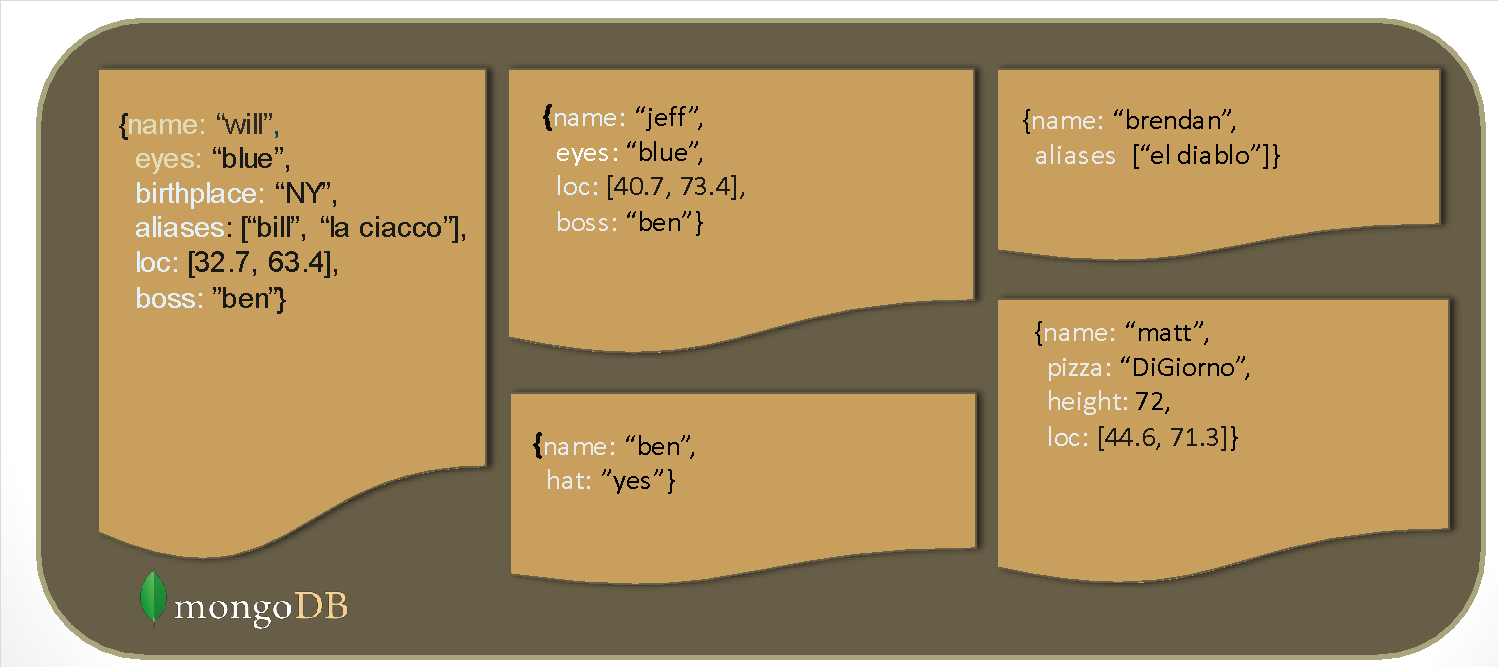 {name: “will”,
eyes: “blue”,
birthplace: “NY”,
aliases: [“bill”, “la ciacco”],
loc: [32.7, 63.4],
boss: ”ben”}
{name: “jeff”,
eyes: “blue”,
loc: [40.7, 73.4],
boss: “ben”}
{name: “ben”,
hat: ”yes”}
{name: “brendan”,
aliases [“el diablo”]}
{name: “matt”,
pizza: “DiGiorno”,
height: 72,
loc: [44.6, 71.3]}
mongoDB